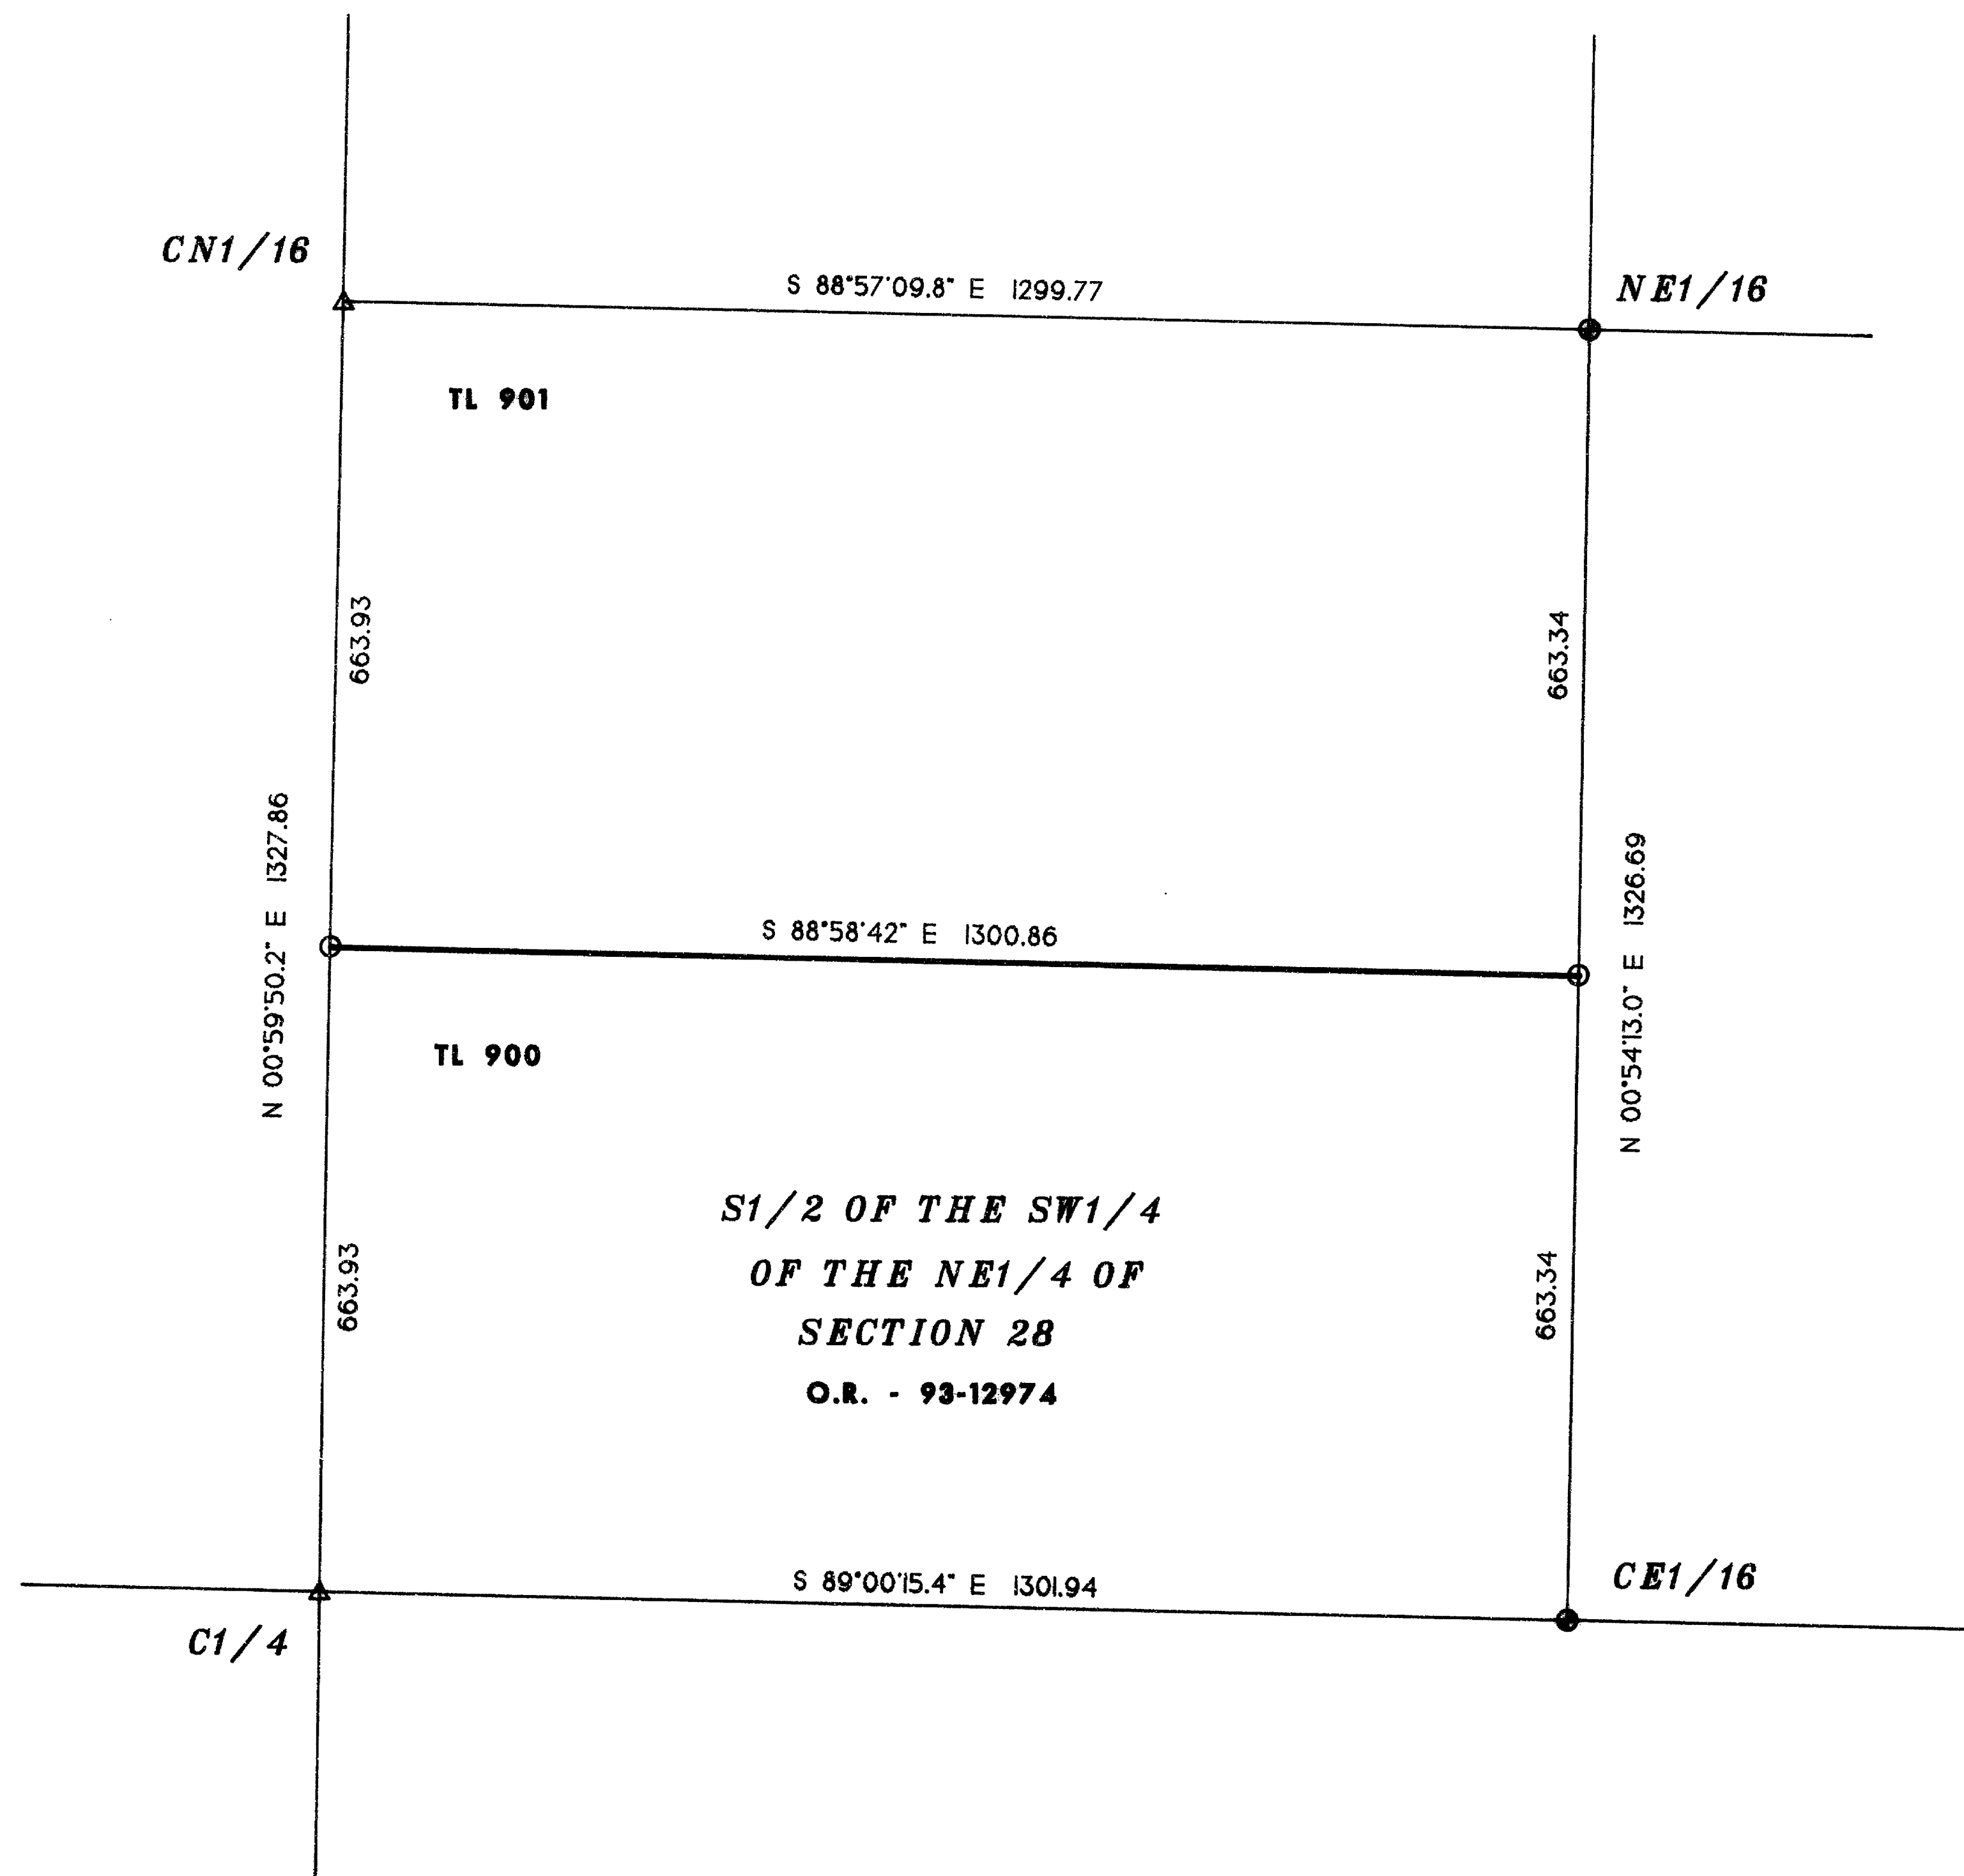 CN1/16
S 88°57'09.8" E 1299.77
NE1/16
TL 901
663.93
663.34
N 00°59'50.2" E 1327.86
N 00°54'13.0" E 1326.69
S 88°58'42" E 1300.86
TL 900
S1/2 OF THE SW1/4
OF THE NE1/4 OF
SECTION 28
O.R. - 93-12974
663.93
663.34
S 89°00'15.4" E 1301.94
CE1/16
C1/4